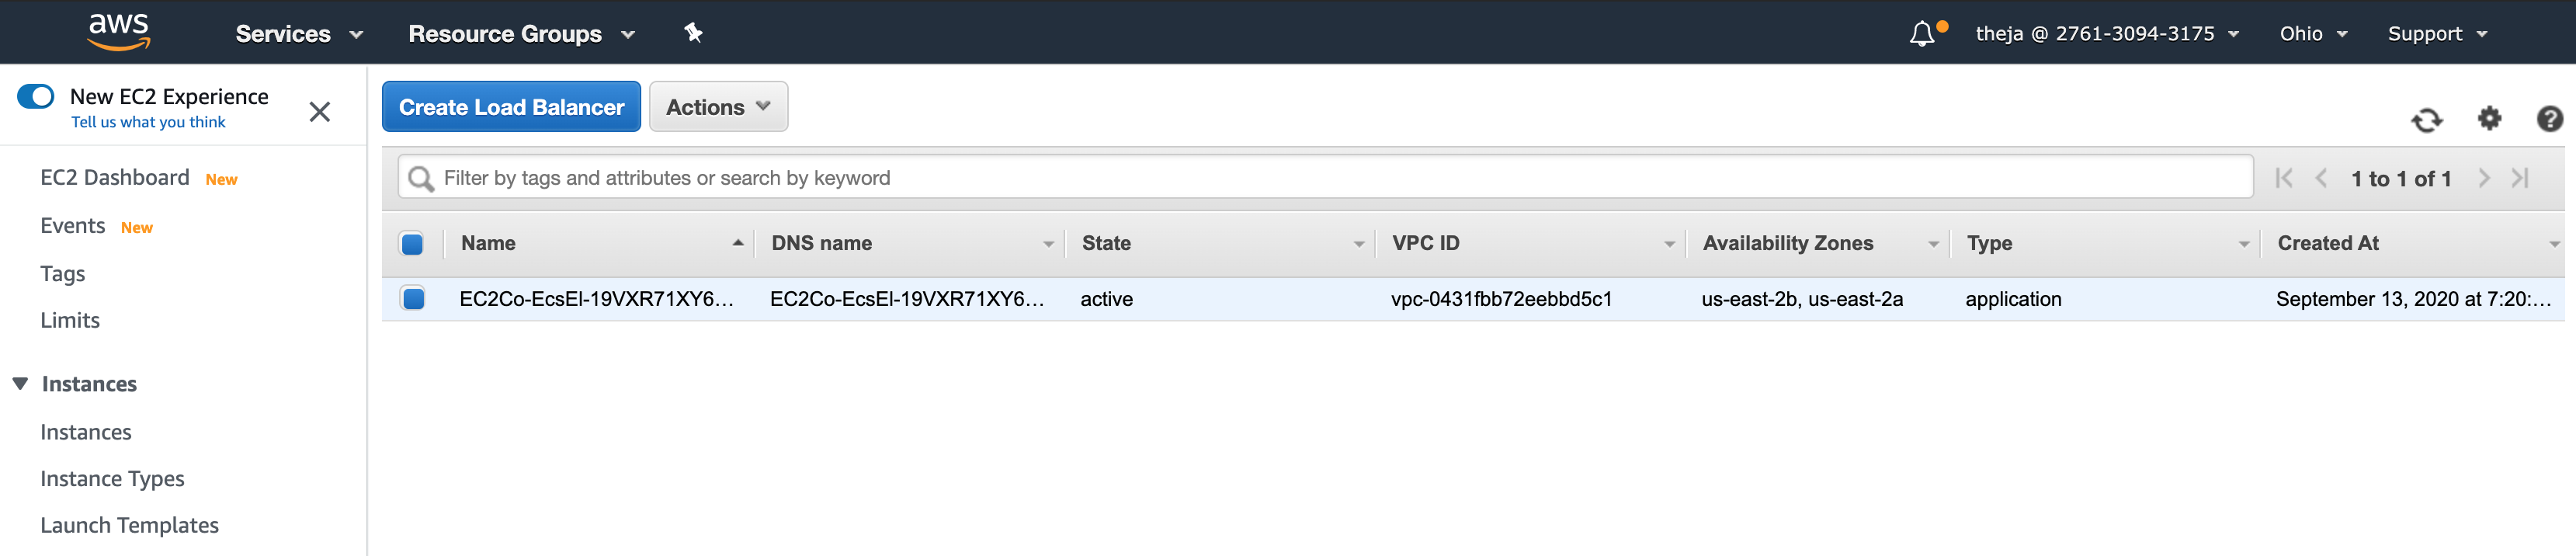 aws Services Resource Groups theja @ 2761-3094-3175 Ohio Support
New EC2 Experience
Tell us what you think
EC2 Dashboard New
Events New
Tags
Limits
Instances
Instances
Instance Types
Launch Templates
Create Load Balancer Actions
Filter by tags and attributes or search by keyword 1 to 1 of 1
Name DNS name State VPC ID Availability Zones Type Created At
EC2Co-EcsEl-19VXR71XY6... EC2Co-EcsEl-19VXR71XY6... active vpc-0431fbb72eebbd5c1 us-east-2b, us-east-2a application September 13, 2020 at 7:20:...